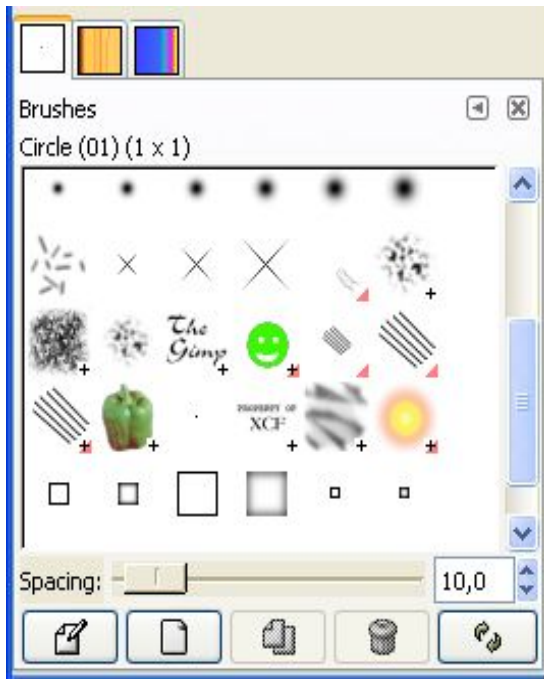 Brushes
Circle (01) (1 x 1)
The
Gimp
PROPERTY OF
XCF
Spacing:
10,0